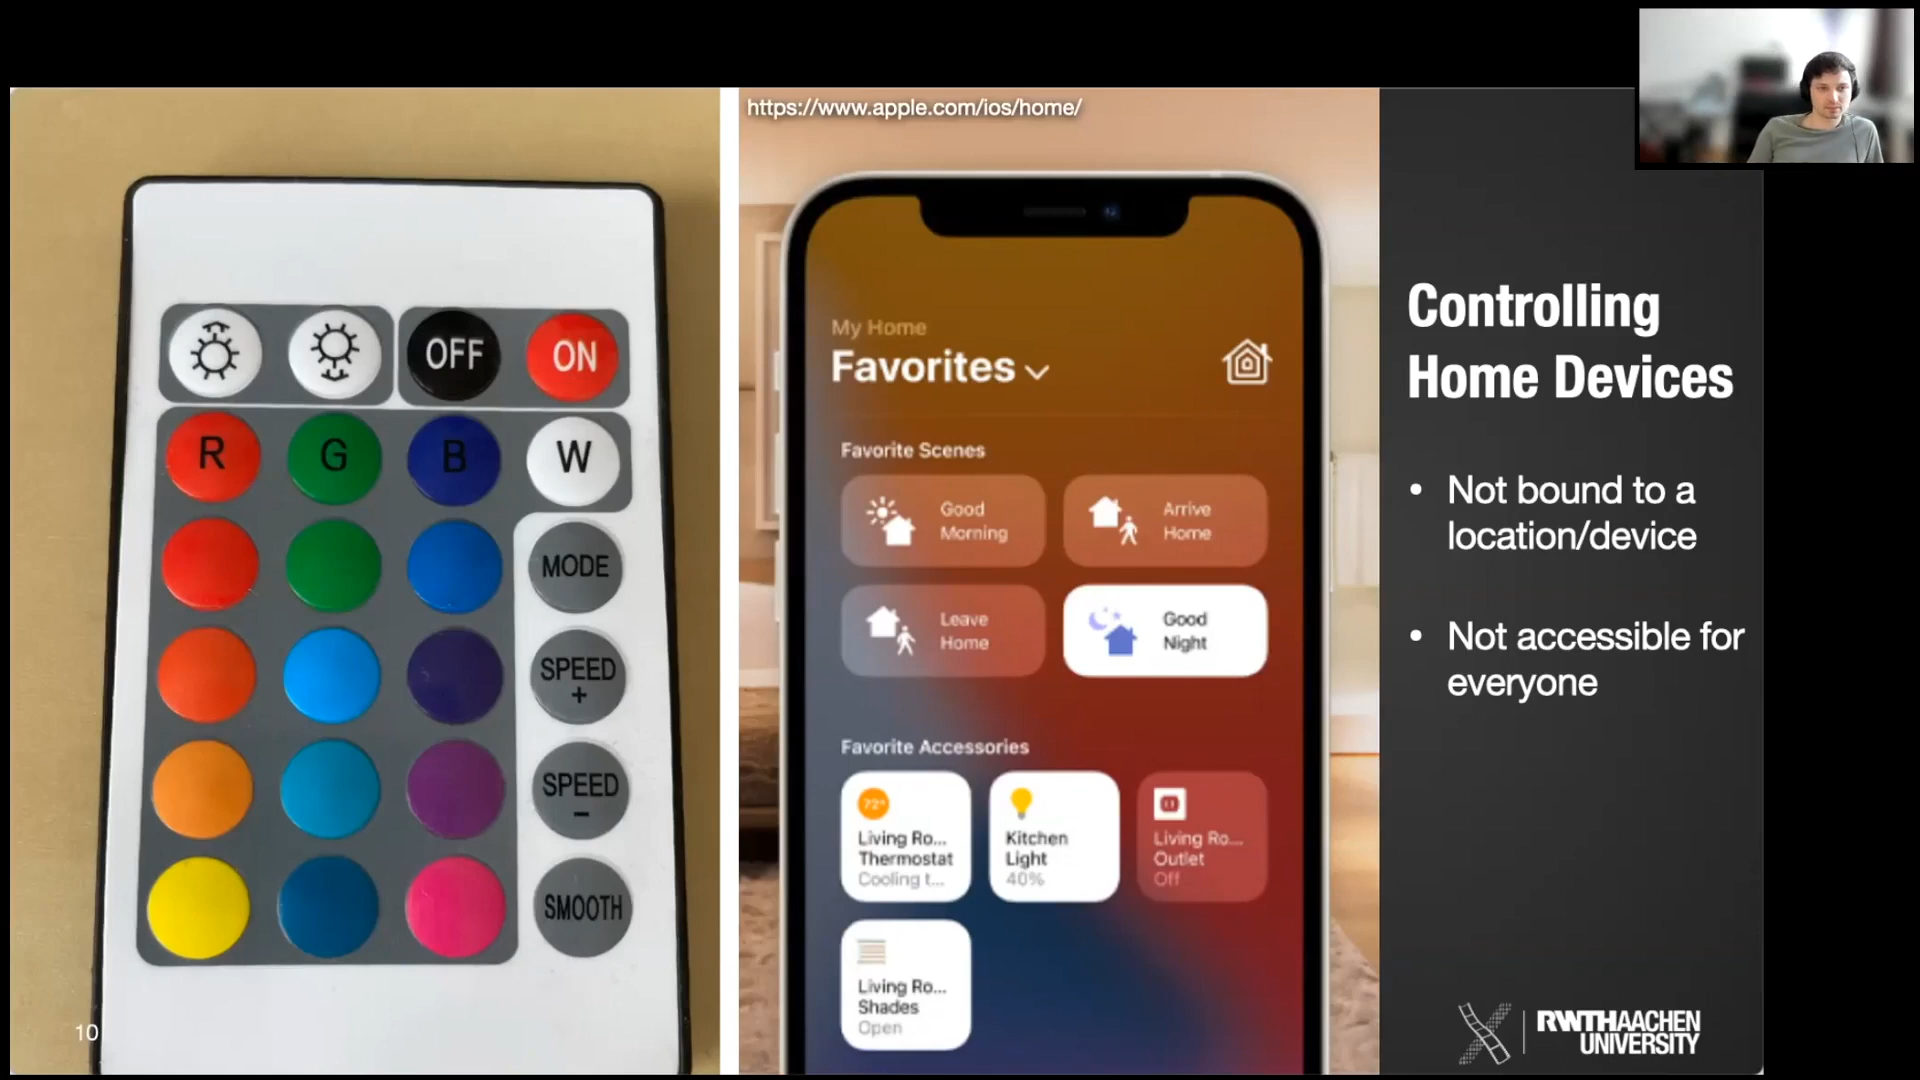 https://www.apple.com/ios/home/
OFF
ON
R
G
B
W
MODE
SPEED
+
SPEED
-
SMOOTH
10
My Home
Favorites
Favorite Scenes
Good
Morning
Arrive
Home
Leave
Home
Good
Night
Favorite Accessories
72°
Living Ro...
Thermostat
Cooling t...
Kitchen
Light
40%
Living Ro...
Outlet
Off
Living Ro...
Shades
Open
Controlling
Home Devices
• Not bound to a
location/device
• Not accessible for
everyone
RWTHAACHEN
UNIVERSITY